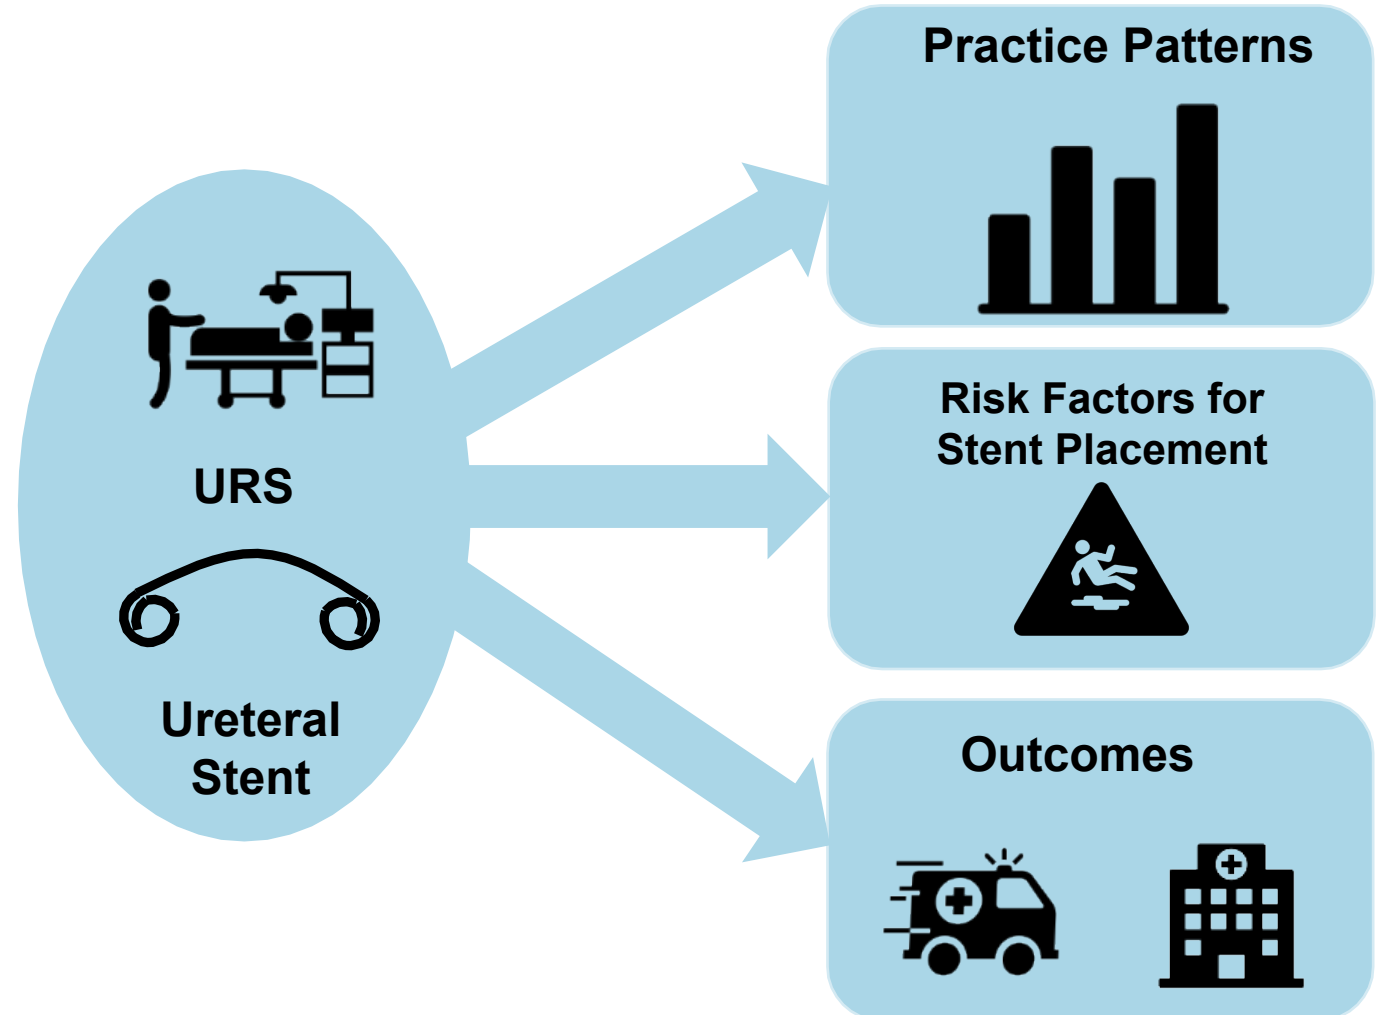 Practice Patterns
URS
Ureteral
Stent
Risk Factors for
Stent Placement
Outcomes